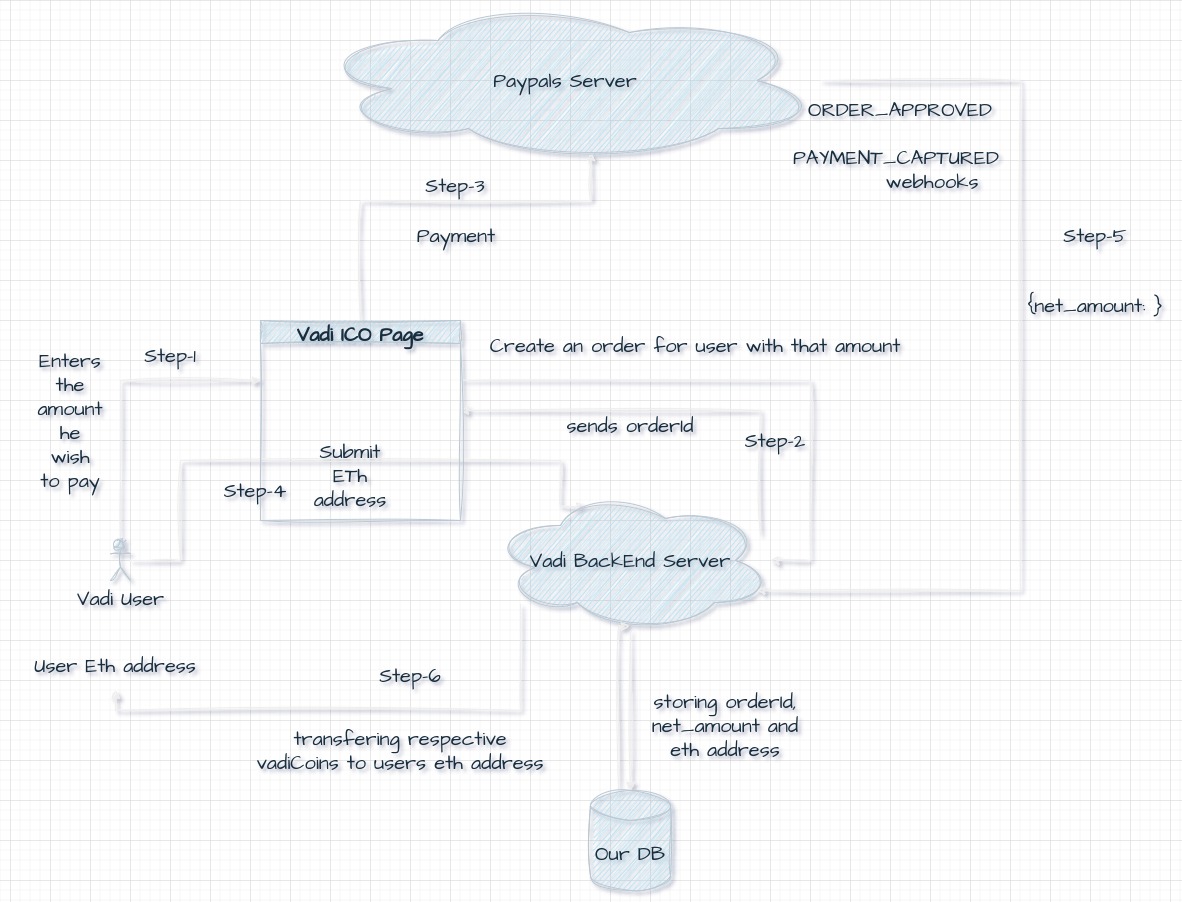 Paypals Server
ORDER_APPROVED
PAYMENT_CAPTURED
webhooks
Step-3
Payment
Step-5
{net_amount: }
Vadi ICO Page
Step-1
Enters
the
amount
he
wish
to pay
Create an order for user with that amount
sends orderId
Step-2
Submit
ETh
address
Step-4
Vadi BackEnd Server
Vadi User
User Eth address
Step-6
transfering respective
vadiCoins to users eth address
storing orderId,
net_amount and
eth address
Our DB